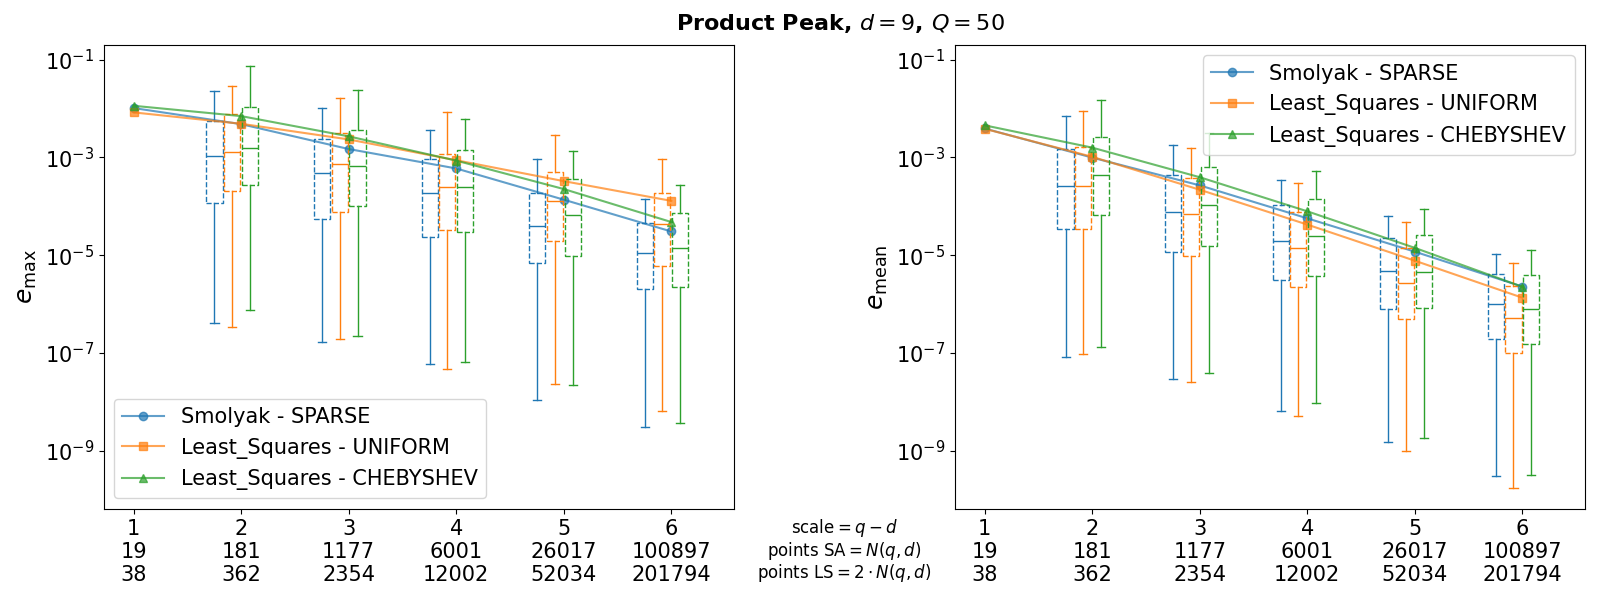 Product Peak, d = 9, Q = 50
10⁻¹
10⁻³
10⁻⁵
10⁻⁷
10⁻⁹
e_max
Smolyak - SPARSE
Least_Squares - UNIFORM
Least_Squares - CHEBYSHEV
1 2 3 4 5 6
19 181 1177 6001 26017 100897
38 362 2354 12002 52034 201794
scale = q − d
points SA = N(q, d)
points LS = 2 · N(q, d)
10⁻¹
10⁻³
10⁻⁵
10⁻⁷
10⁻⁹
e_mean
Smolyak - SPARSE
Least_Squares - UNIFORM
Least_Squares - CHEBYSHEV
1 2 3 4 5 6
19 181 1177 6001 26017 100897
38 362 2354 12002 52034 201794